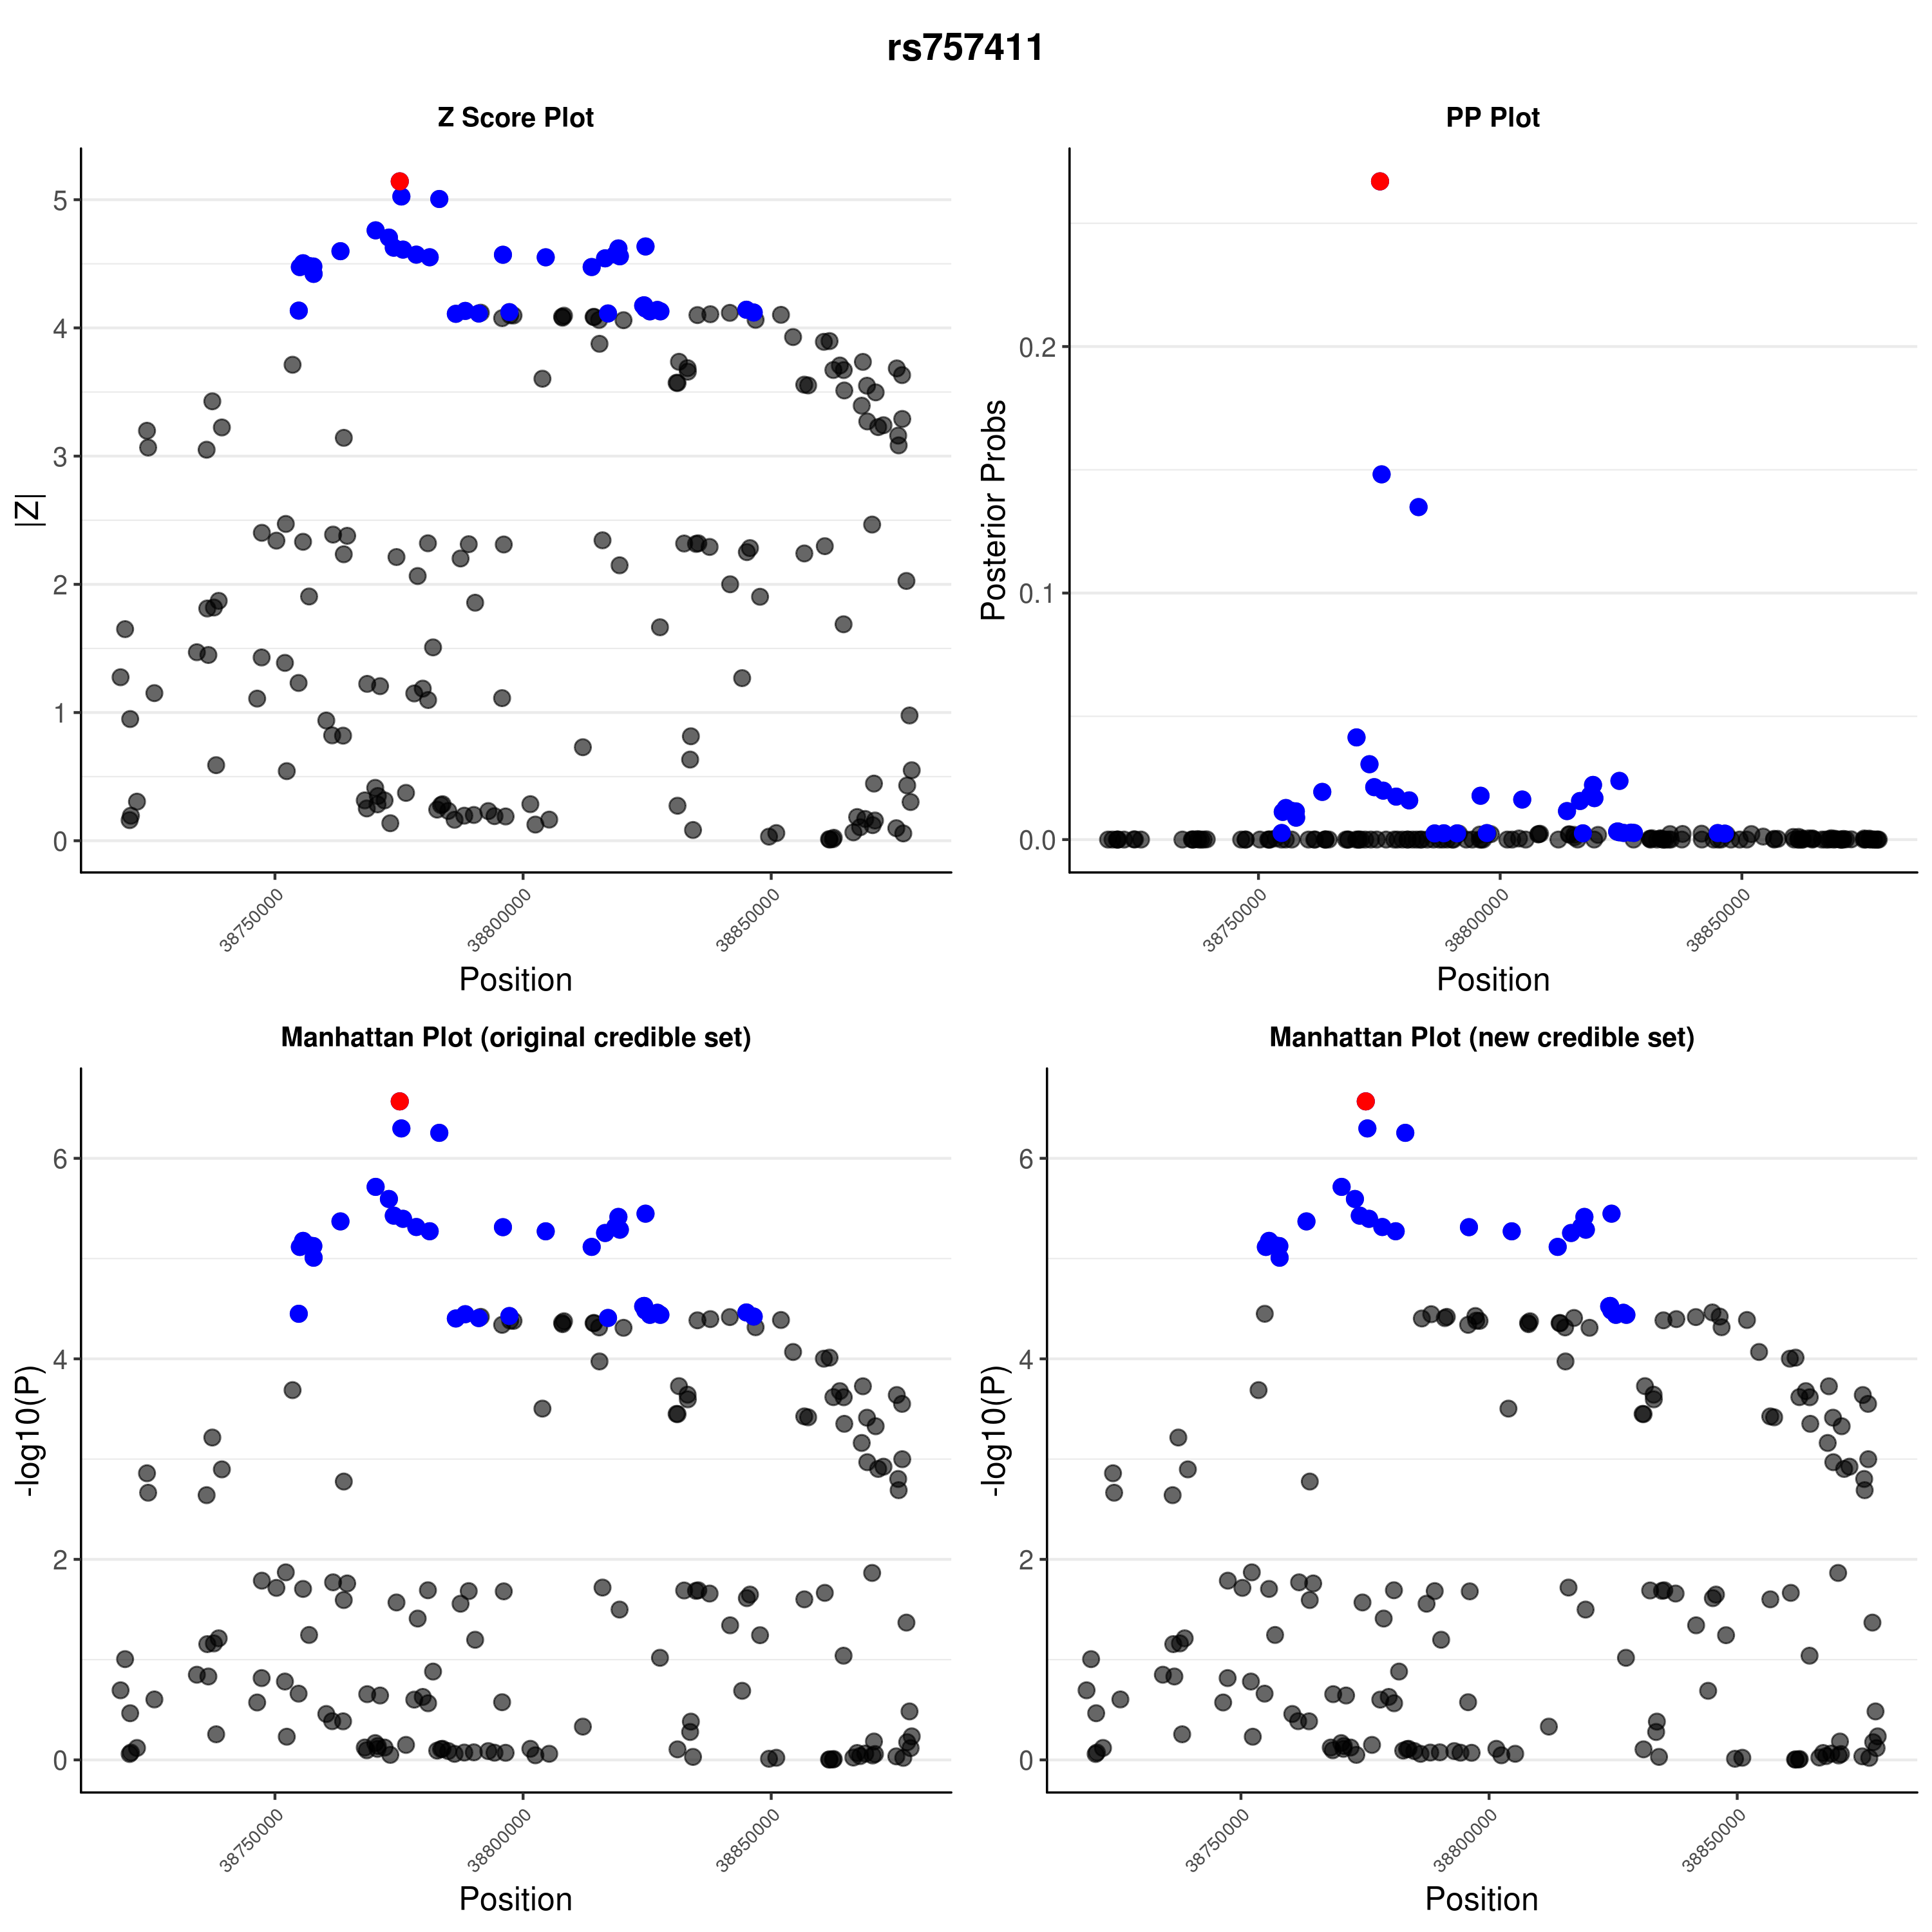 rs757411
Z Score Plot
|Z|
5
4
3
2
1
0
38750000
38800000
38850000
Position
PP Plot
Posterior Probs
0.2
0.1
0.0
38750000
38800000
38850000
Position
Manhattan Plot (original credible set)
-log10(P)
6
4
2
0
38750000
38800000
38850000
Position
Manhattan Plot (new credible set)
-log10(P)
6
4
2
0
38750000
38800000
38850000
Position